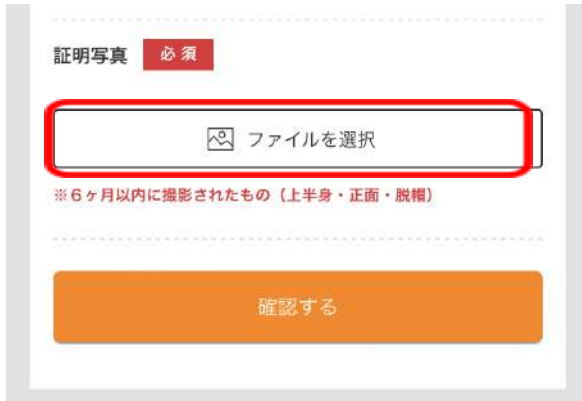 証明写真 必須
ファイルを選択
※6ヶ月以内に撮影されたもの（上半身・正面・脱帽）
確認する